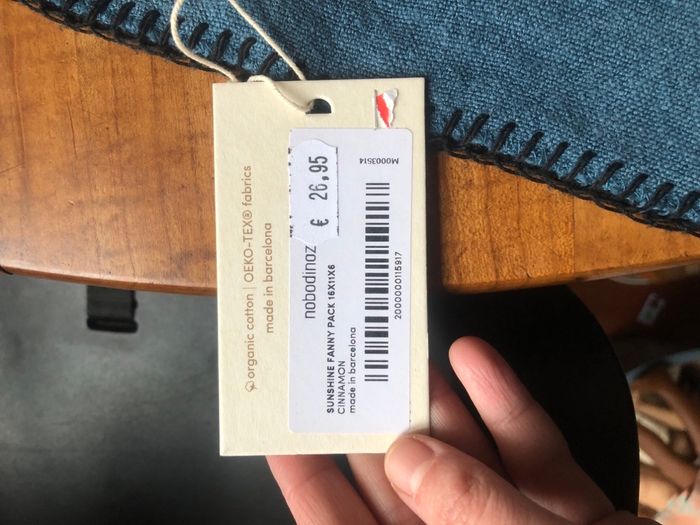 organic cotton | OEKO-TEX® fabrics
made in barcelona
€ 26,95
nobodinoz
SUNSHINE FANNY PACK 16X11X6
CINNAMON
made in barcelona
2000000115917
M0003514